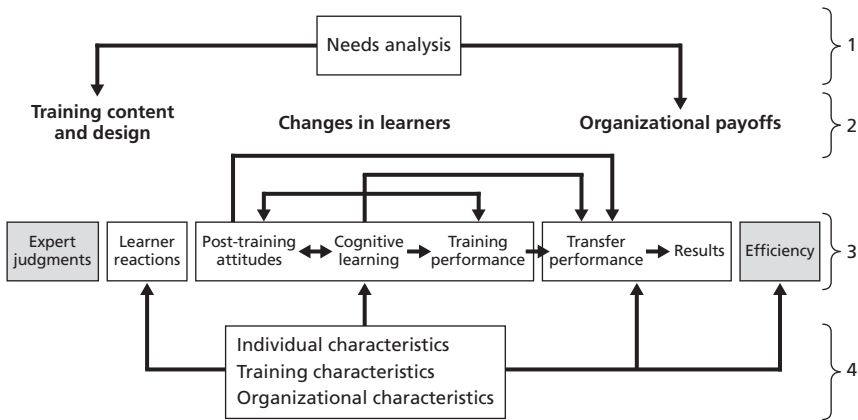 Needs analysis
1
Training content
and design
Changes in learners
Organizational payoffs
2
Expert
judgments
Learner
reactions
Post-training
attitudes
Cognitive
learning
Training
performance
Transfer
performance
Results
Efficiency
3
Individual characteristics
Training characteristics
Organizational characteristics
4